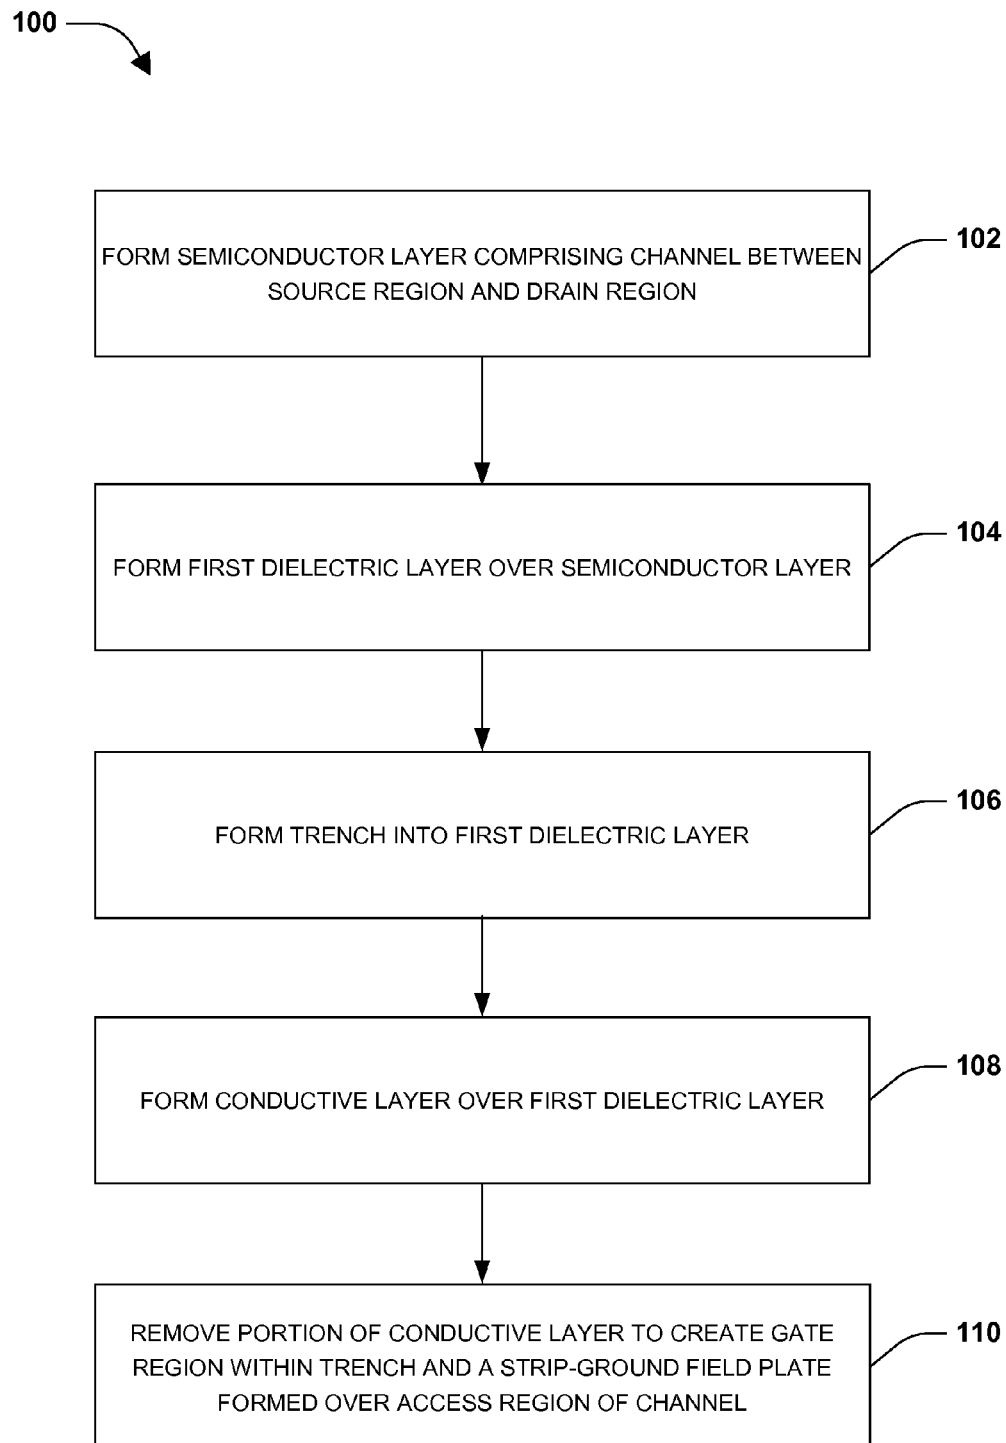 100
FORM SEMICONDUCTOR LAYER COMPRISING CHANNEL BETWEEN
SOURCE REGION AND DRAIN REGION
102
FORM FIRST DIELECTRIC LAYER OVER SEMICONDUCTOR LAYER
104
FORM TRENCH INTO FIRST DIELECTRIC LAYER
106
FORM CONDUCTIVE LAYER OVER FIRST DIELECTRIC LAYER
108
REMOVE PORTION OF CONDUCTIVE LAYER TO CREATE GATE
REGION WITHIN TRENCH AND A STRIP-GROUND FIELD PLATE
FORMED OVER ACCESS REGION OF CHANNEL
110